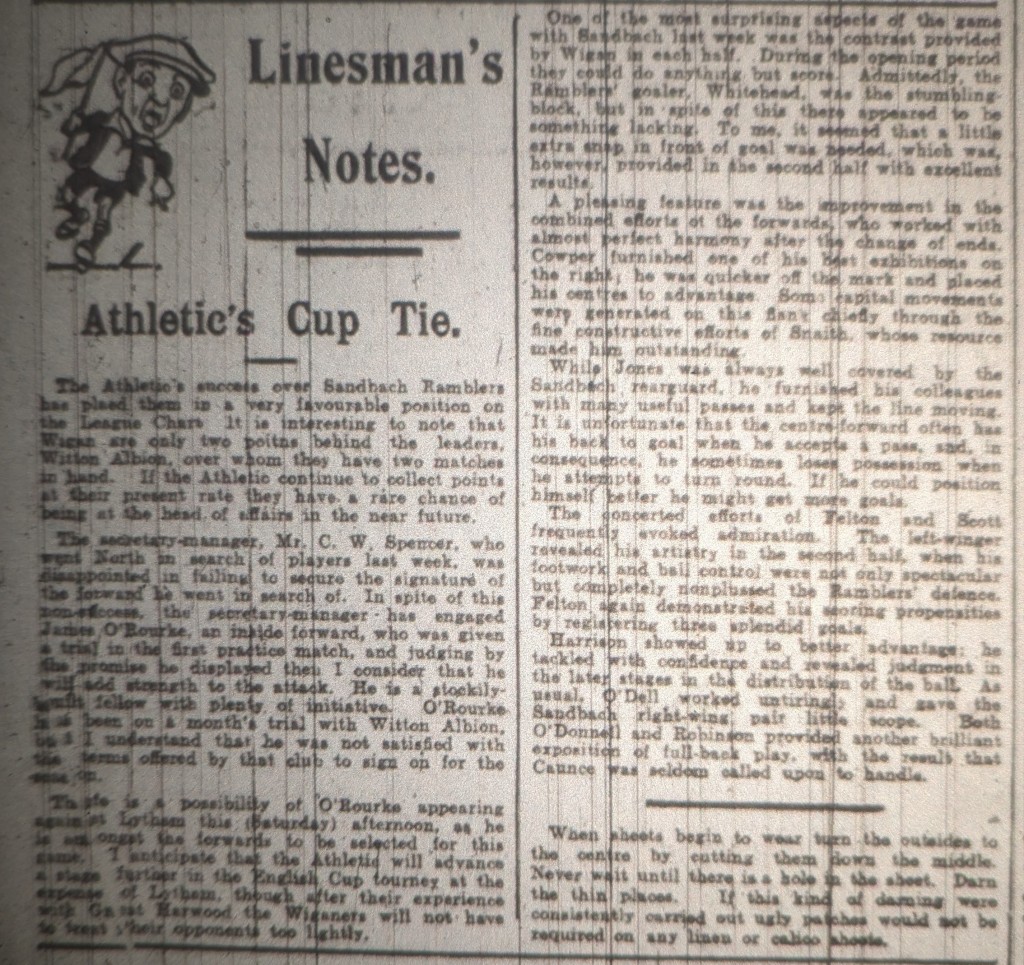 Linesman's
Notes.
Athletic's Cup Tie.
The Athletic's success over Sandbach Ramblers
has placd them in a very favourable position on
the League Chart It is interesting to note that
Wigan are only two poitns behind the leaders,
Witton Albion, over whom they have two matches
in hand. If the Athletic continue to collect points
at their present rate they have a rare chance of
being at the head of affairs in the near future.
The secretary-manager, Mr. C. W. Spencer, who
went North in search of players last week, was
disappointed in failing to secure the signature of
the forward he went in search of. In spite of this
non-success, the secretary-manager has engaged
James O'Rourke, an inside forward, who was given
a trial in the first practice match, and judging by
the promise he displayed then I consider that he
will add strength to the attack. He is a stockily-
built fellow with plenty of initiative. O'Rourke
has been on a month's trial with Witton Albion,
but I understand that he was not satisfied with
the terms offered by that club to sign on for the
There is a possibility of O'Rourke appearing
against Lytham this (Saturday) afternoon, as he
is amongst the forwards to be selected for this
game. I anticipate that the Athletic will advance
a stage further in the English Cup tourney at the
expense of Lytham, though after their experience
with Great Harwood the Wiganers will not have
to treat their opponents too lightly.
One of the most surprising aspects of the game
with Sandbach last week was the contrast provided
by Wigan in each half. During the opening period
they could do anything but score. Admittedly, the
Ramblers' goaler, Whitehead, was the stumbling-
block, but in spite of this there appeared to be
something lacking. To me, it seemed that a little
extra snap in front of goal was needed, which was,
however, provided in the second half with excellent
results.
A pleasing feature was the improvement in the
combined efforts of the forwards, who worked with
almost perfect harmony after the change of ends.
Cowper furnished one of his best exhibitions on
the right; he was quicker off the mark and placed
his centres to advantage. Some capital movements
were generated on this flank chiefly through the
fine constructive efforts of Snaith, whose resource
made him outstanding.
While Jones was always well covered by the
Sandbach rearguard, he furnished his colleagues
with many useful passes and kept the line moving.
It is unfortunate that the centre-forward often has
his back to goal when he accepts a pass, and, in
consequence, he sometimes loses possession when
he attempts to turn round. If he could position
himself better he might get more goals.
The concerted efforts of Felton and Scott
frequently evoked admiration. The left-winger
revealed his artistry in the second half, when his
footwork and ball control were not only spectacular
but completely nonplussed the Ramblers' defence.
Felton again demonstrated his scoring propensities
by registering three splendid goals.
Harrison showed up to better advantage; he
tackled with confidence and revealed judgment in
the later stages in the distribution of the ball. As
usual, O'Dell worked untiringly and gave the
Sandbach right-wing pair little scope. Both
O'Donnell and Robinson provided another brilliant
exposition of full-back play, with the result that
Caunce was seldom called upon to handle.
When sheets begin to wear turn the outsides to
the centre by cutting them down the middle.
Never wait until there is a hole in the sheet. Darn
the thin places. If this kind of darning were
consistently carried out ugly patches would not be
required on any linen or calico sheets.